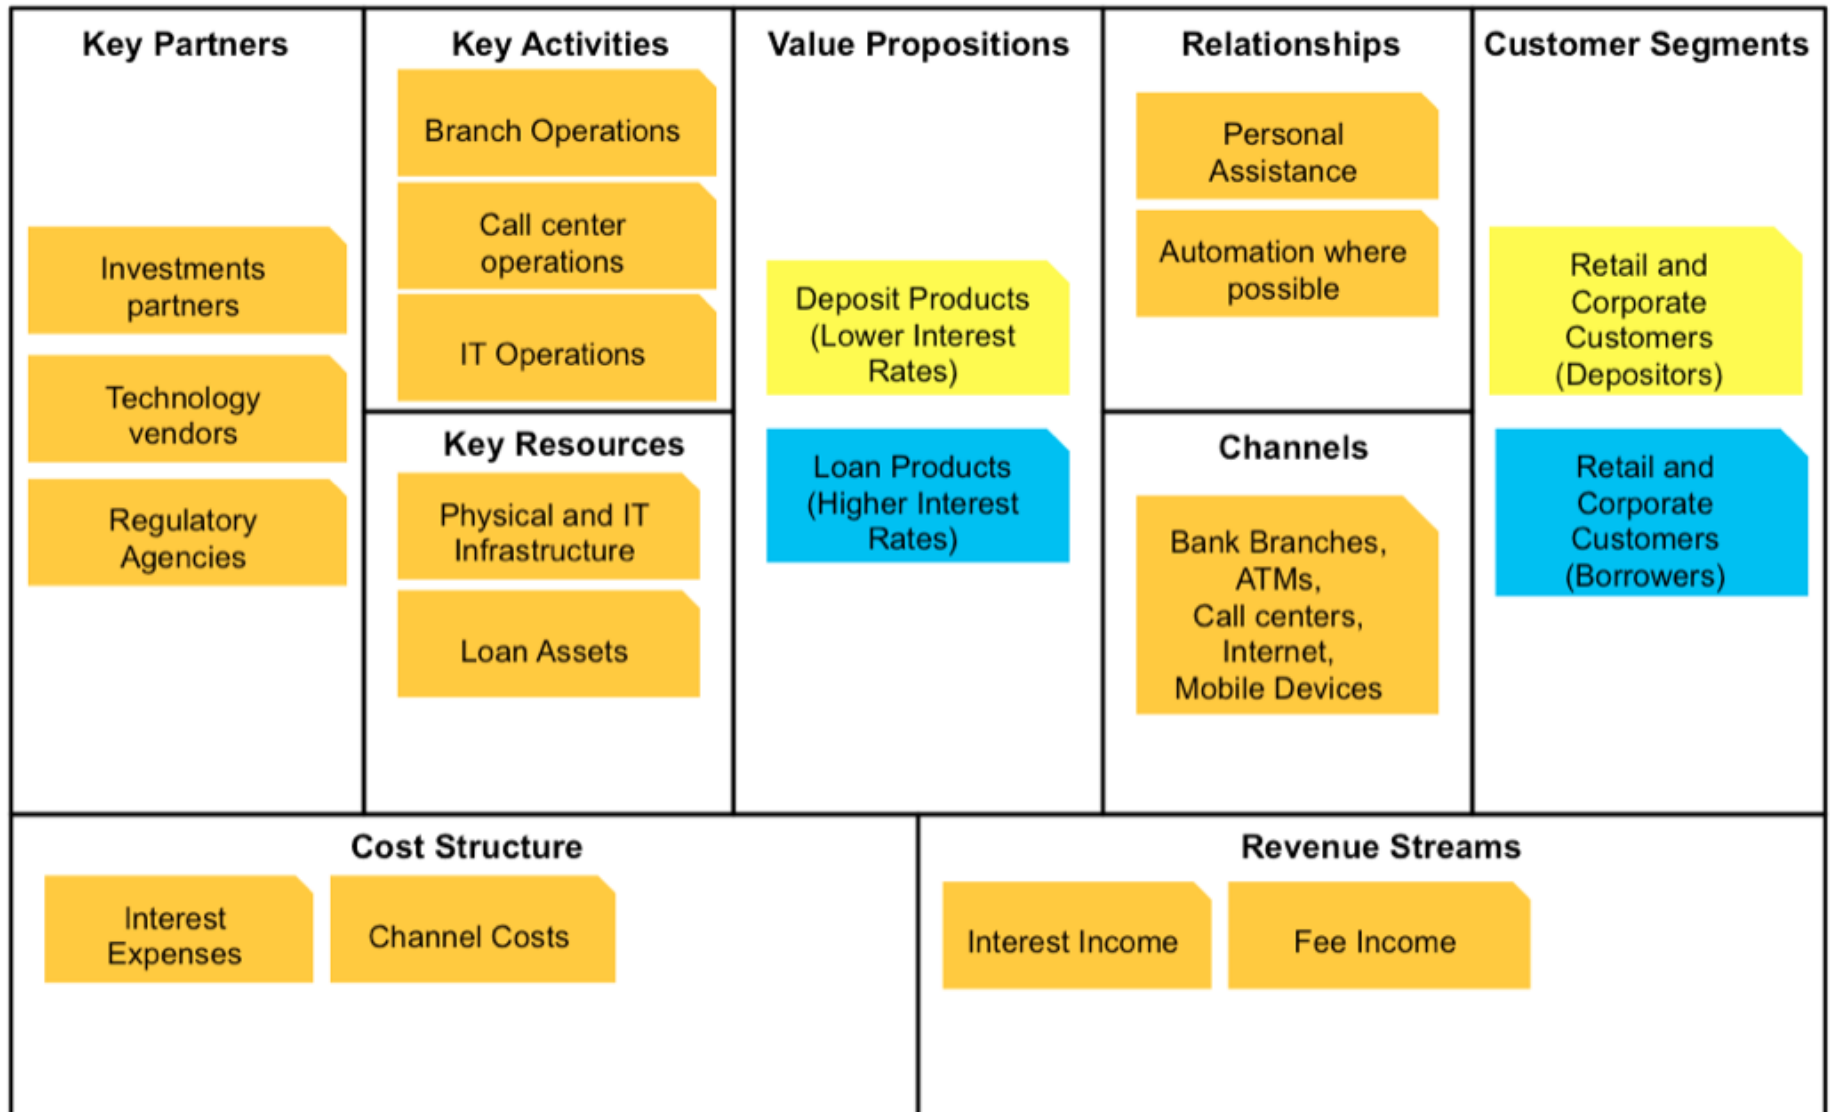 Key Partners
Investments
partners
Technology
vendors
Regulatory
Agencies
Key Activities
Branch Operations
Call center
operations
IT Operations
Key Resources
Physical and IT
Infrastructure
Loan Assets
Value Propositions
Deposit Products
(Lower Interest
Rates)
Loan Products
(Higher Interest
Rates)
Relationships
Personal
Assistance
Automation where
possible
Channels
Bank Branches,
ATMs,
Call centers,
Internet,
Mobile Devices
Customer Segments
Retail and
Corporate
Customers
(Depositors)
Retail and
Corporate
Customers
(Borrowers)
Cost Structure
Interest
Expenses
Channel Costs
Revenue Streams
Interest Income
Fee Income